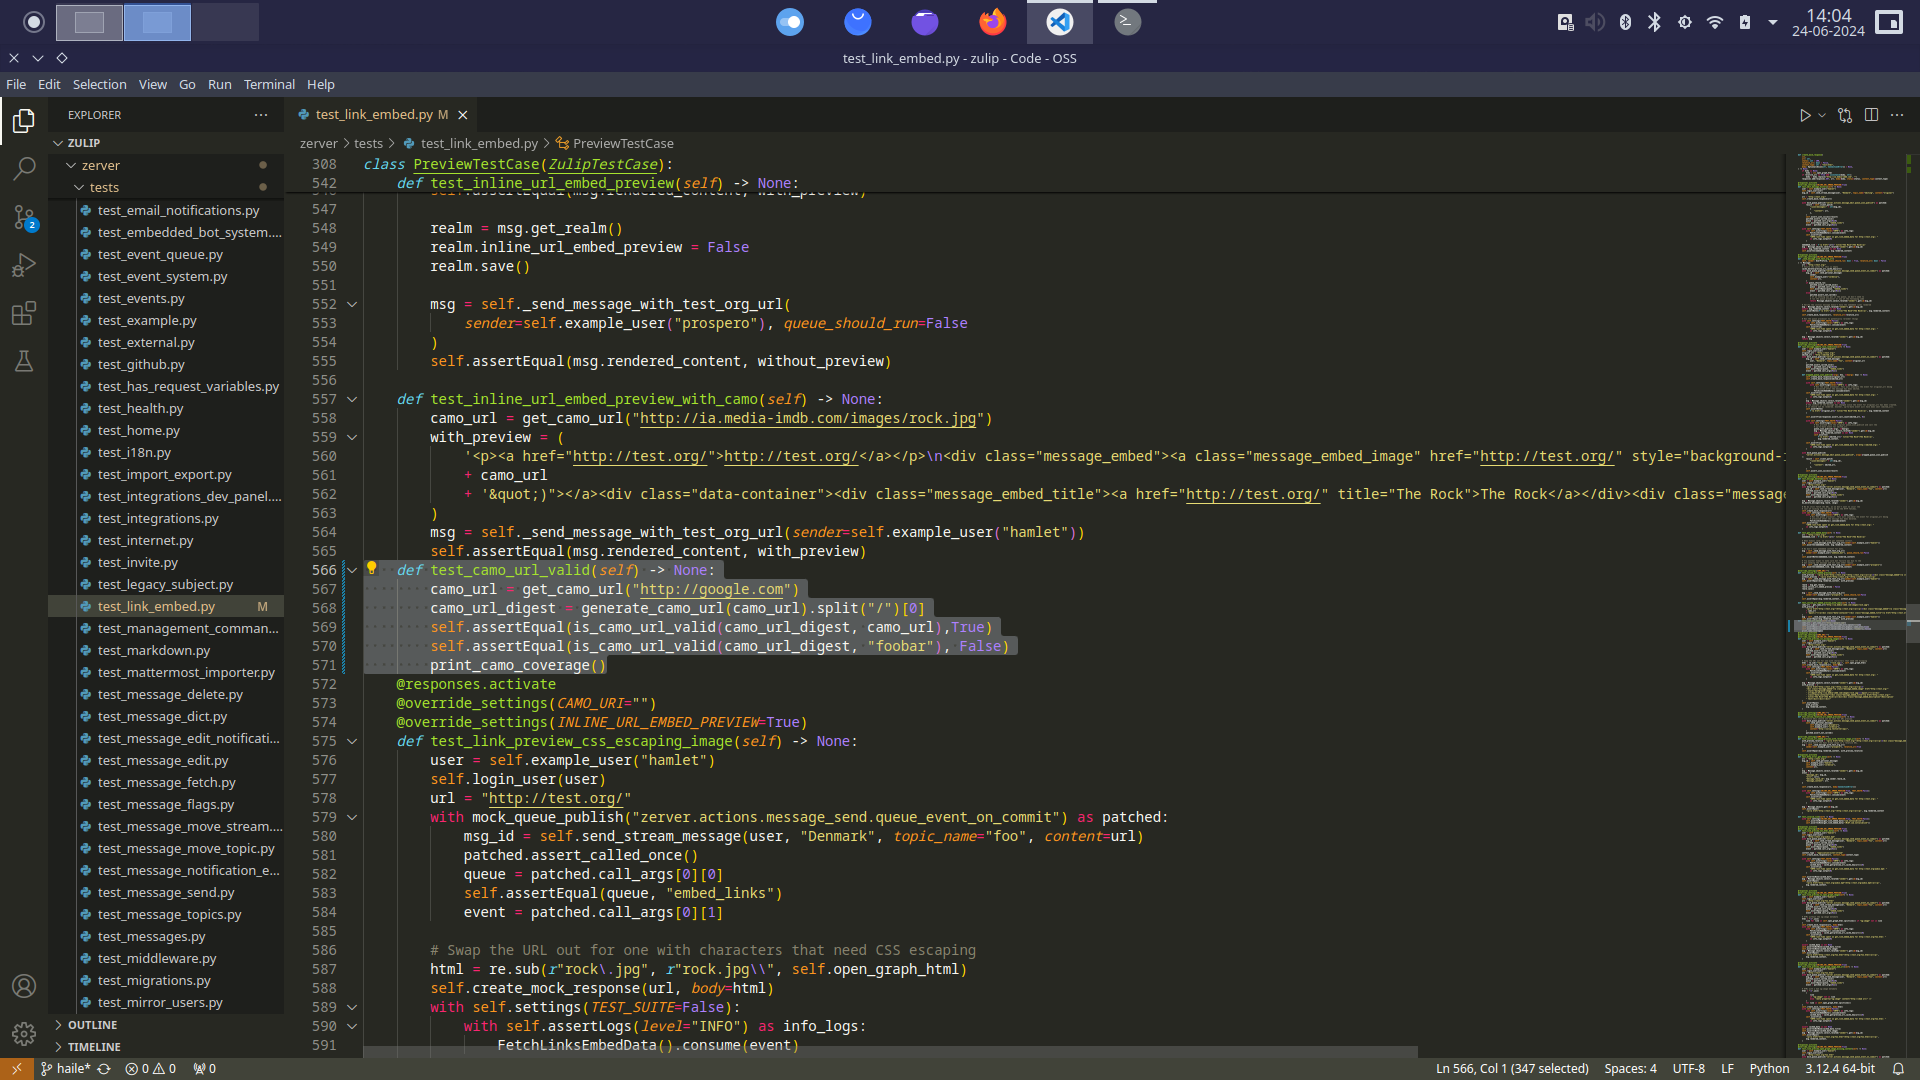 14:04
24-06-2024
test_link_embed.py - zulip - Code - OSS
File Edit Selection View Go Run Terminal Help
EXPLORER
test_link_embed.py M
ZULIP
zerver > tests > test_link_embed.py > PreviewTestCase
zerver
tests
test_email_notifications.py
test_embedded_bot_system....
test_event_queue.py
test_event_system.py
test_events.py
test_example.py
test_external.py
test_github.py
test_has_request_variables.py
test_health.py
test_home.py
test_i18n.py
test_import_export.py
test_integrations_dev_panel....
test_integrations.py
test_internet.py
test_invite.py
test_legacy_subject.py
test_link_embed.py M
test_management_comman...
test_markdown.py
test_mattermost_importer.py
test_message_delete.py
test_message_dict.py
test_message_edit_notificati...
test_message_edit.py
test_message_fetch.py
test_message_flags.py
test_message_move_stream....
test_message_move_topic.py
test_message_notification_e...
test_message_send.py
test_message_topics.py
test_messages.py
test_middleware.py
test_migrations.py
test_mirror_users.py
OUTLINE
TIMELINE
2
308 class PreviewTestCase(ZulipTestCase):
542 def test_inline_url_embed_preview(self) -> None:
547
548 realm = msg.get_realm()
549 realm.inline_url_embed_preview = False
550 realm.save()
551
552 msg = self._send_message_with_test_org_url(
553 sender=self.example_user("prospero"), queue_should_run=False
554 )
555 self.assertEqual(msg.rendered_content, without_preview)
556
557 def test_inline_url_embed_preview_with_camo(self) -> None:
558 camo_url = get_camo_url("http://ia.media-imdb.com/images/rock.jpg")
559 with_preview = (
560 '<p><a href="http://test.org/">http://test.org/</a></p>\n<div class="message_embed"><a class="message_embed_image" href="http://test.org/" style="background-i
561 + camo_url
562 + '&quot;)"></a><div class="data-container"><div class="message_embed_title"><a href="http://test.org/" title="The Rock">The Rock</a></div><div class="message
563 )
564 msg = self._send_message_with_test_org_url(sender=self.example_user("hamlet"))
565 self.assertEqual(msg.rendered_content, with_preview)
566 def test_camo_url_valid(self) -> None:
567 camo_url = get_camo_url("http://google.com")
568 camo_url_digest = generate_camo_url(camo_url).split("/")[0]
569 self.assertEqual(is_camo_url_valid(camo_url_digest, camo_url),True)
570 self.assertEqual(is_camo_url_valid(camo_url_digest, "foobar"), False)
571 print_camo_coverage()
572 @responses.activate
573 @override_settings(CAMO_URI="")
574 @override_settings(INLINE_URL_EMBED_PREVIEW=True)
575 def test_link_preview_css_escaping_image(self) -> None:
576 user = self.example_user("hamlet")
577 self.login_user(user)
578 url = "http://test.org/"
579 with mock_queue_publish("zerver.actions.message_send.queue_event_on_commit") as patched:
580 msg_id = self.send_stream_message(user, "Denmark", topic_name="foo", content=url)
581 patched.assert_called_once()
582 queue = patched.call_args[0][0]
583 self.assertEqual(queue, "embed_links")
584 event = patched.call_args[0][1]
585
586 # Swap the URL out for one with characters that need CSS escaping
587 html = re.sub(r"rock\.jpg", r"rock.jpg\\", self.open_graph_html)
588 self.create_mock_response(url, body=html)
589 with self.settings(TEST_SUITE=False):
590 with self.assertLogs(level="INFO") as info_logs:
591 FetchLinksEmbedData().consume(event)
haile* 0 0 0
Ln 566, Col 1 (347 selected) Spaces: 4 UTF-8 LF Python 3.12.4 64-bit